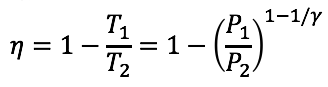 η = 1 − T₁/T₂ = 1 − (P₁/P₂)^(1−1/γ)